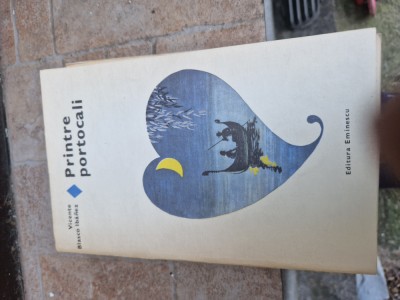 Vicente
Blasco Ibáñez
Printre
portocali
Editura Eminescu